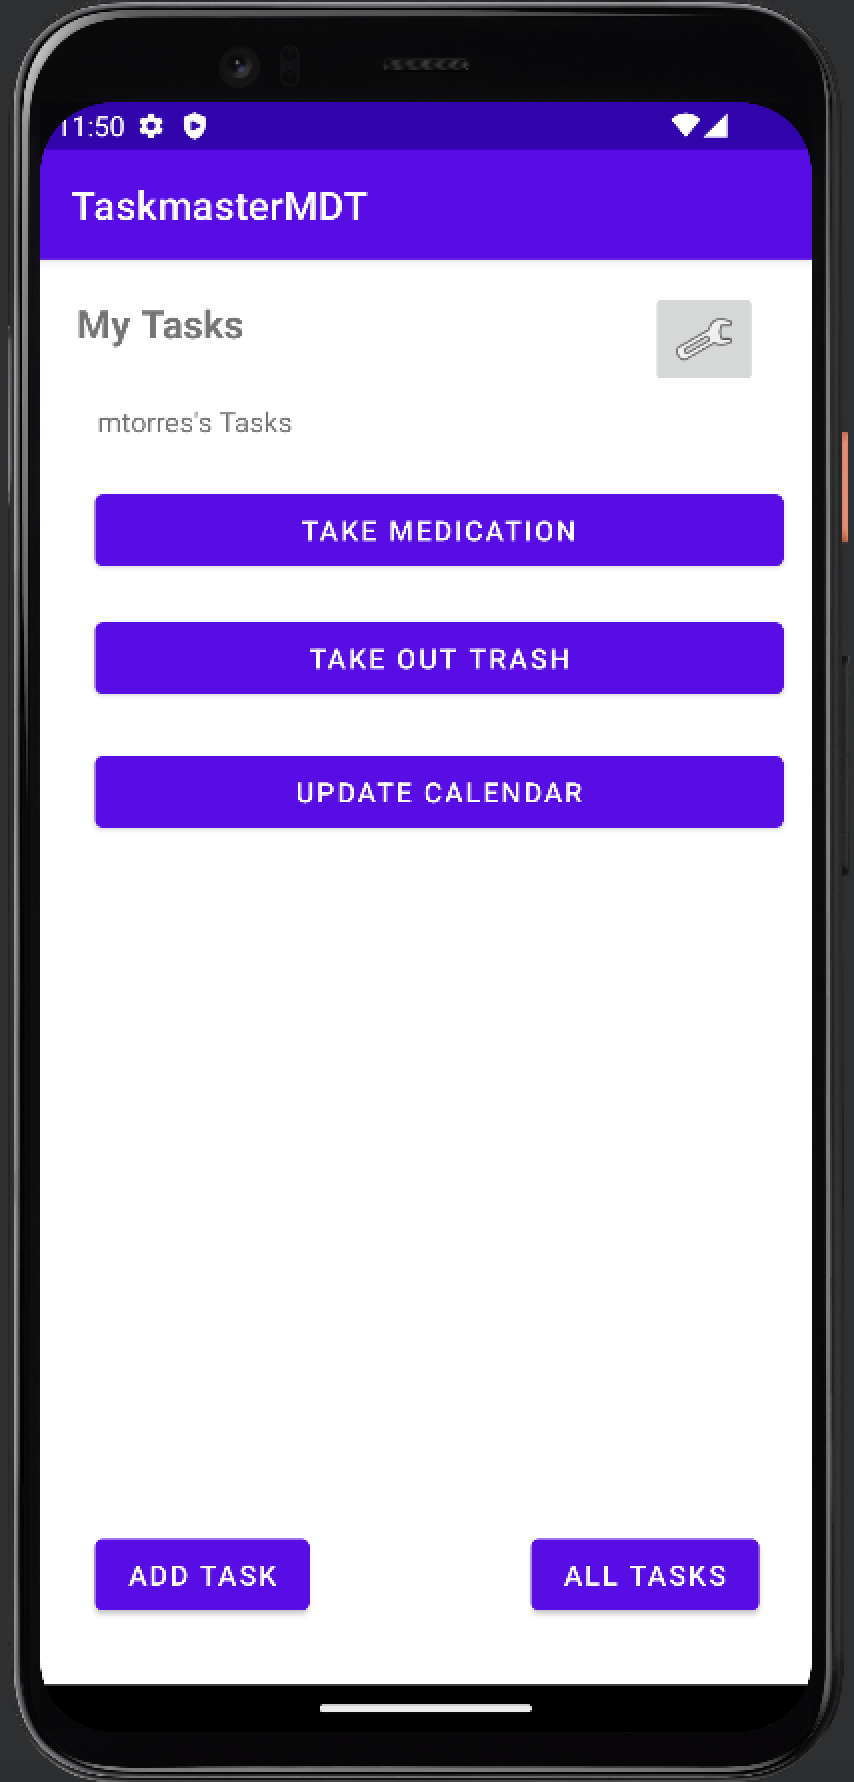 11:50
TaskmasterMDT
My Tasks
mtorres's Tasks
TAKE MEDICATION
TAKE OUT TRASH
UPDATE CALENDAR
ADD TASK
ALL TASKS